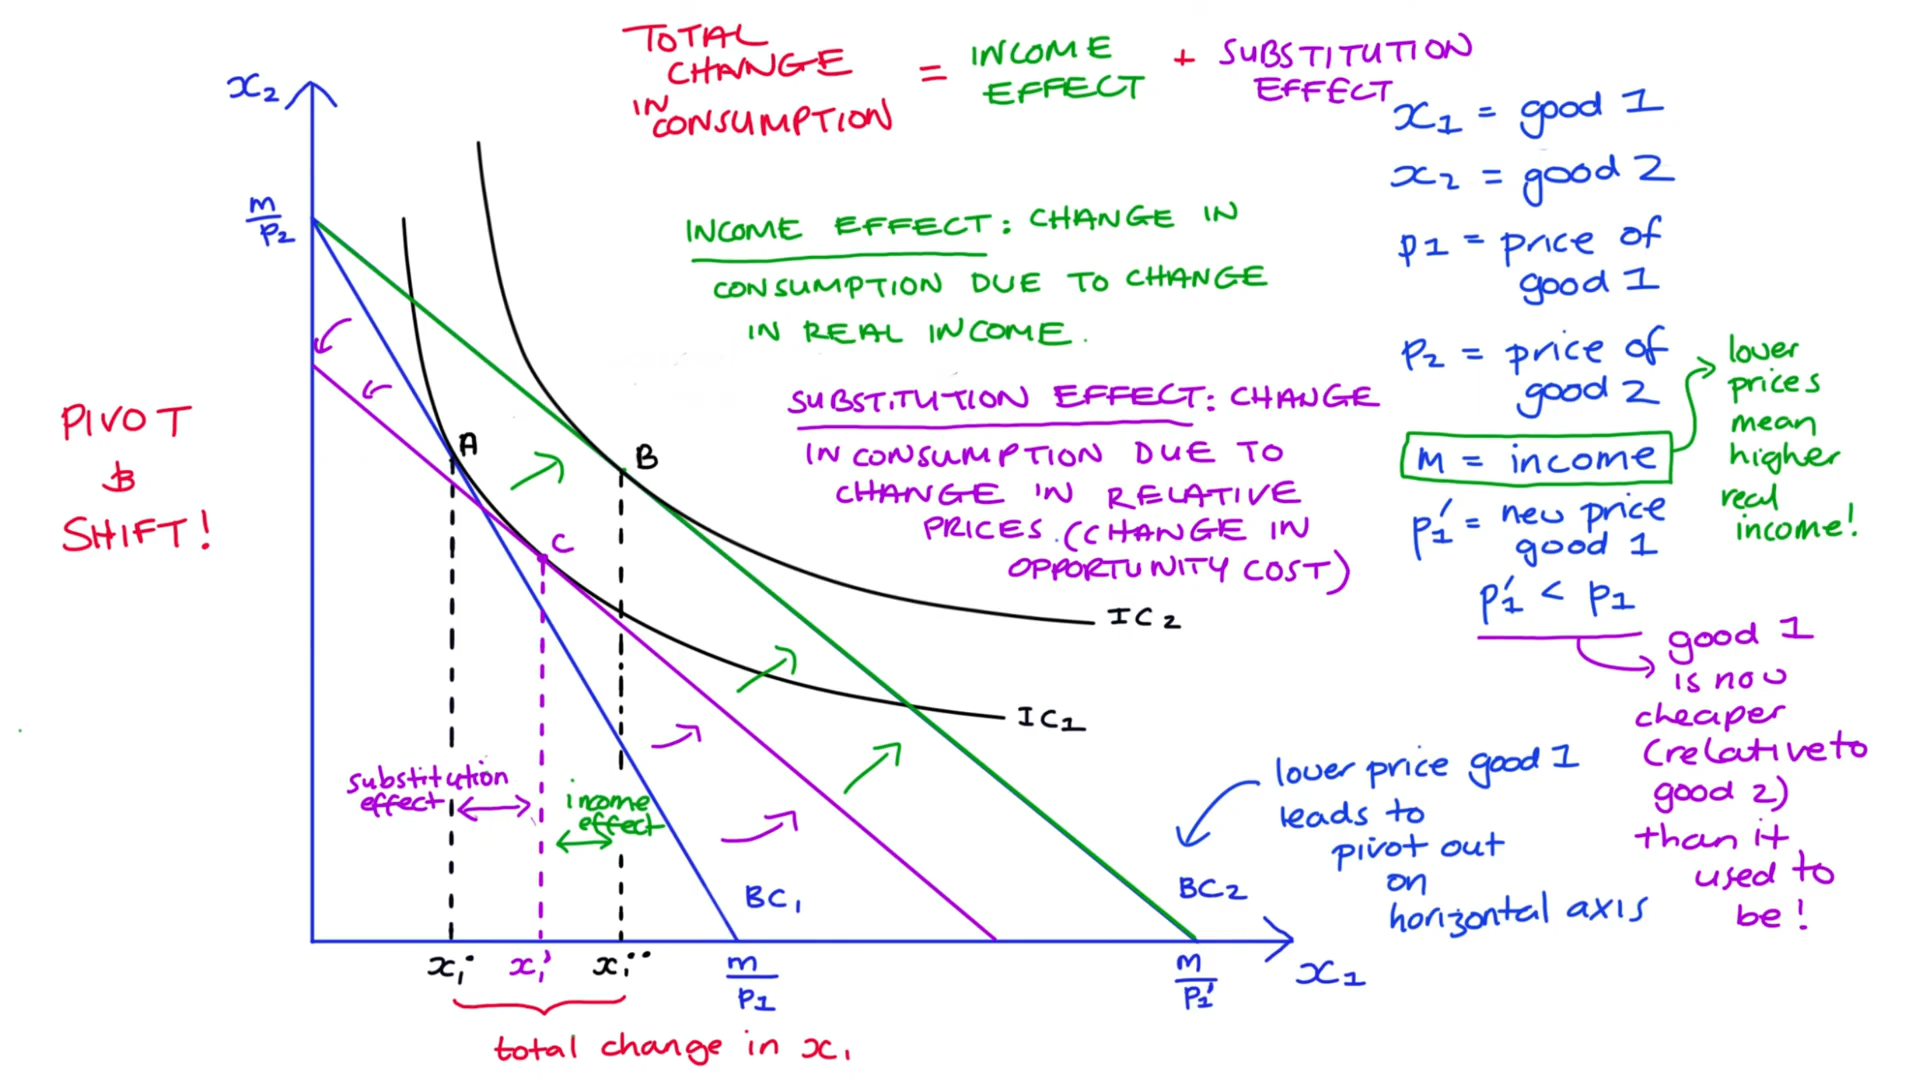 TOTAL
CHANGE
IN
CONSUMPTION
= INCOME
EFFECT
+ SUBSTITUTION
EFFECT
x2
m
p2
PIVOT
&
SHIFT!
INCOME EFFECT: CHANGE IN
CONSUMPTION DUE TO CHANGE
IN REAL INCOME.
SUBSTITUTION EFFECT: CHANGE
IN CONSUMPTION DUE TO
CHANGE IN RELATIVE
PRICES. (CHANGE IN
OPPORTUNITY COST)
A
B
C
IC2
IC1
substitution
effect
income
effect
BC1
BC2
x1·
x1'
x1··
m
p1
m
p1'
x1
total change in x1
x1 = good 1
x2 = good 2
p1 = price of
good 1
p2 = price of
good 2
m = income
p1' = new price
good 1
p1' < p1
lower
prices
mean
higher
real
income!
good 1
is now
cheaper
(relative to
good 2)
than it
used to
be!
lower price good 1
leads to
pivot out
on
horizontal axis